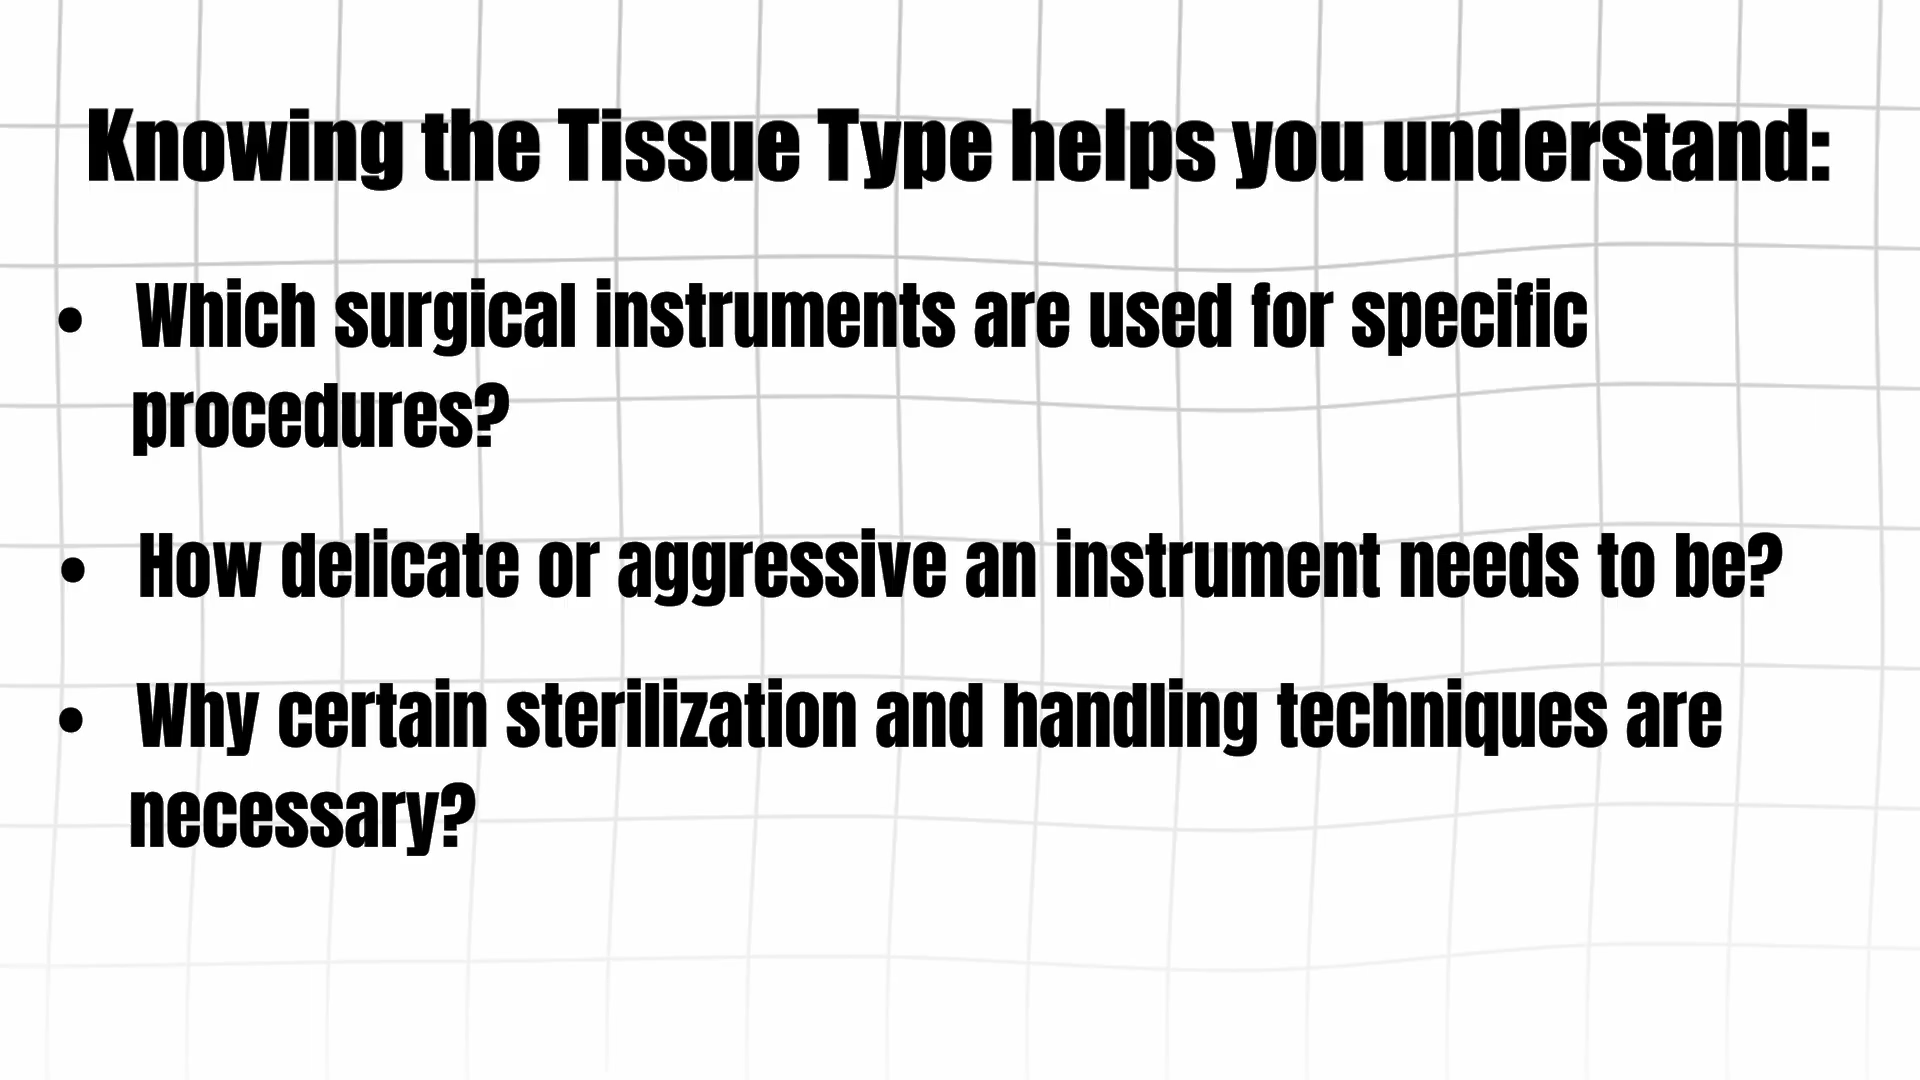 Knowing the Tissue Type helps you understand:
• Which surgical instruments are used for specific
procedures?
• How delicate or aggressive an instrument needs to be?
• Why certain sterilization and handling techniques are
necessary?